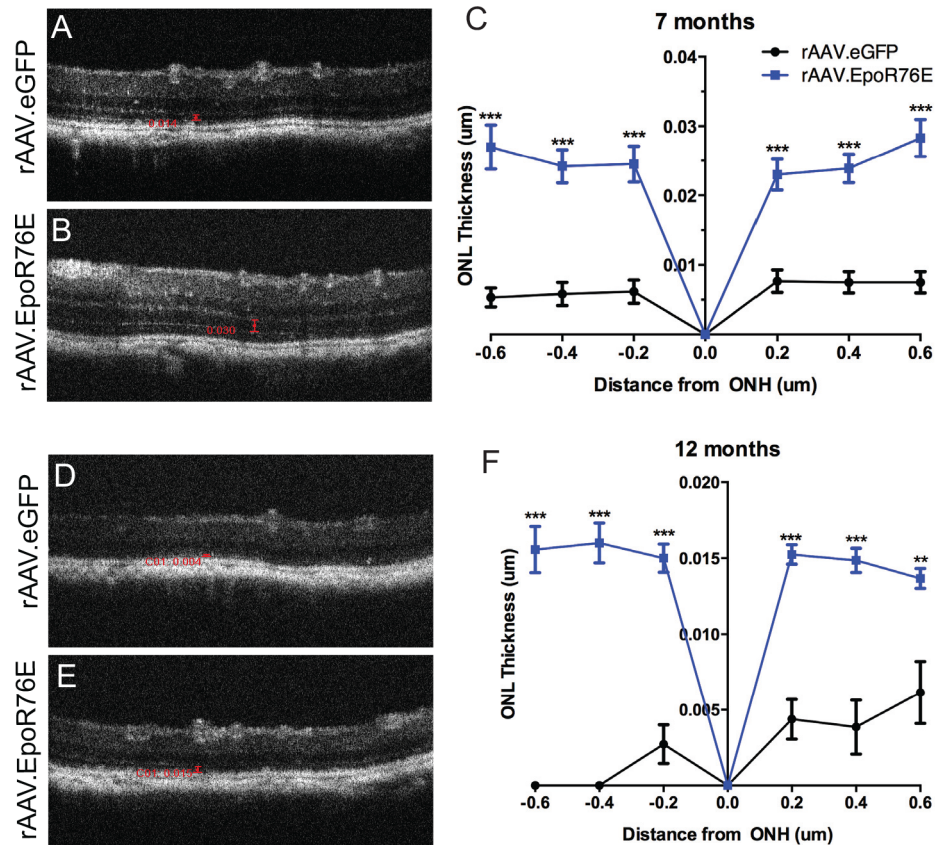 A
rAAV.eGFP
B
0.030
rAAV.EpoR76E
C
7 months
rAAV.eGFP
rAAV.EpoR76E
0.04
0.03
0.02
0.01
ONL Thickness (um)
***
***
***
***
***
***
-0.6 -0.4 -0.2 0.0 0.2 0.4 0.6
Distance from ONH (um)
D
rAAV.eGFP
0.004
E
rAAV.EpoR76E
F
12 months
0.020
0.015
0.010
0.005
ONL Thickness (um)
***
***
***
***
***
**
-0.6 -0.4 -0.2 0.0 0.2 0.4 0.6
Distance from ONH (um)